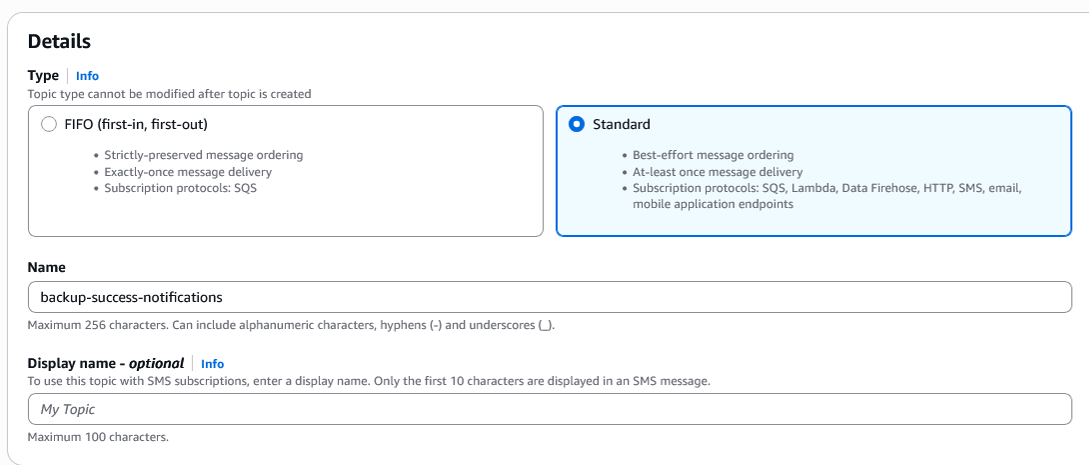 Details
Type Info
Topic type cannot be modified after topic is created
FIFO (first-in, first-out)
• Strictly-preserved message ordering
• Exactly-once message delivery
• Subscription protocols: SQS
Standard
• Best-effort message ordering
• At-least once message delivery
• Subscription protocols: SQS, Lambda, Data Firehose, HTTP, SMS, email,
mobile application endpoints
Name
backup-success-notifications
Maximum 256 characters. Can include alphanumeric characters, hyphens (-) and underscores (_).
Display name - optional Info
To use this topic with SMS subscriptions, enter a display name. Only the first 10 characters are displayed in an SMS message.
My Topic
Maximum 100 characters.